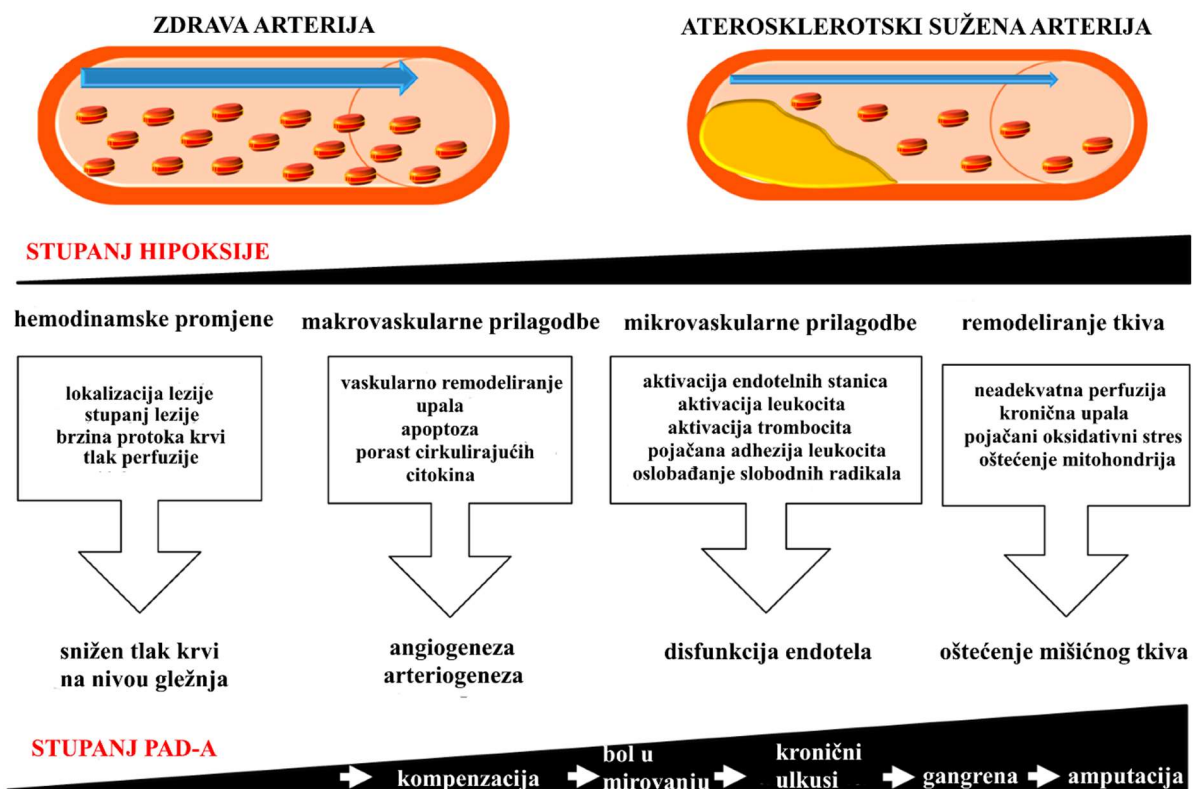 ZDRAVA ARTERIJA
ATEROSKLEROTSKI SUŽENA ARTERIJA
STUPANJ HIPOKSIJE
hemodinamske promjene
lokalizacija lezije
stupanj lezije
brzina protoka krvi
tlak perfuzije
snižen tlak krvi
na nivou gležnja
makrovaskularne prilagodbe
vaskularno remodeliranje
upala
apoptoza
porast cirkulirajućih
citokina
angiogeneza
arteriogeneza
mikrovaskularne prilagodbe
aktivacija endotelnih stanica
aktivacija leukocita
aktivacija trombocita
pojačana adhezija leukocita
oslobađanje slobodnih radikala
disfunkcija endotela
remodeliranje tkiva
neadekvatna perfuzija
kronična upala
pojačani oksidativni stres
oštećenje mitohondrija
oštećenje mišićnog tkiva
STUPANJ PAD-A
kompenzacija
bol u
mirovanju
kronični
ulkusi
gangrena
amputacija